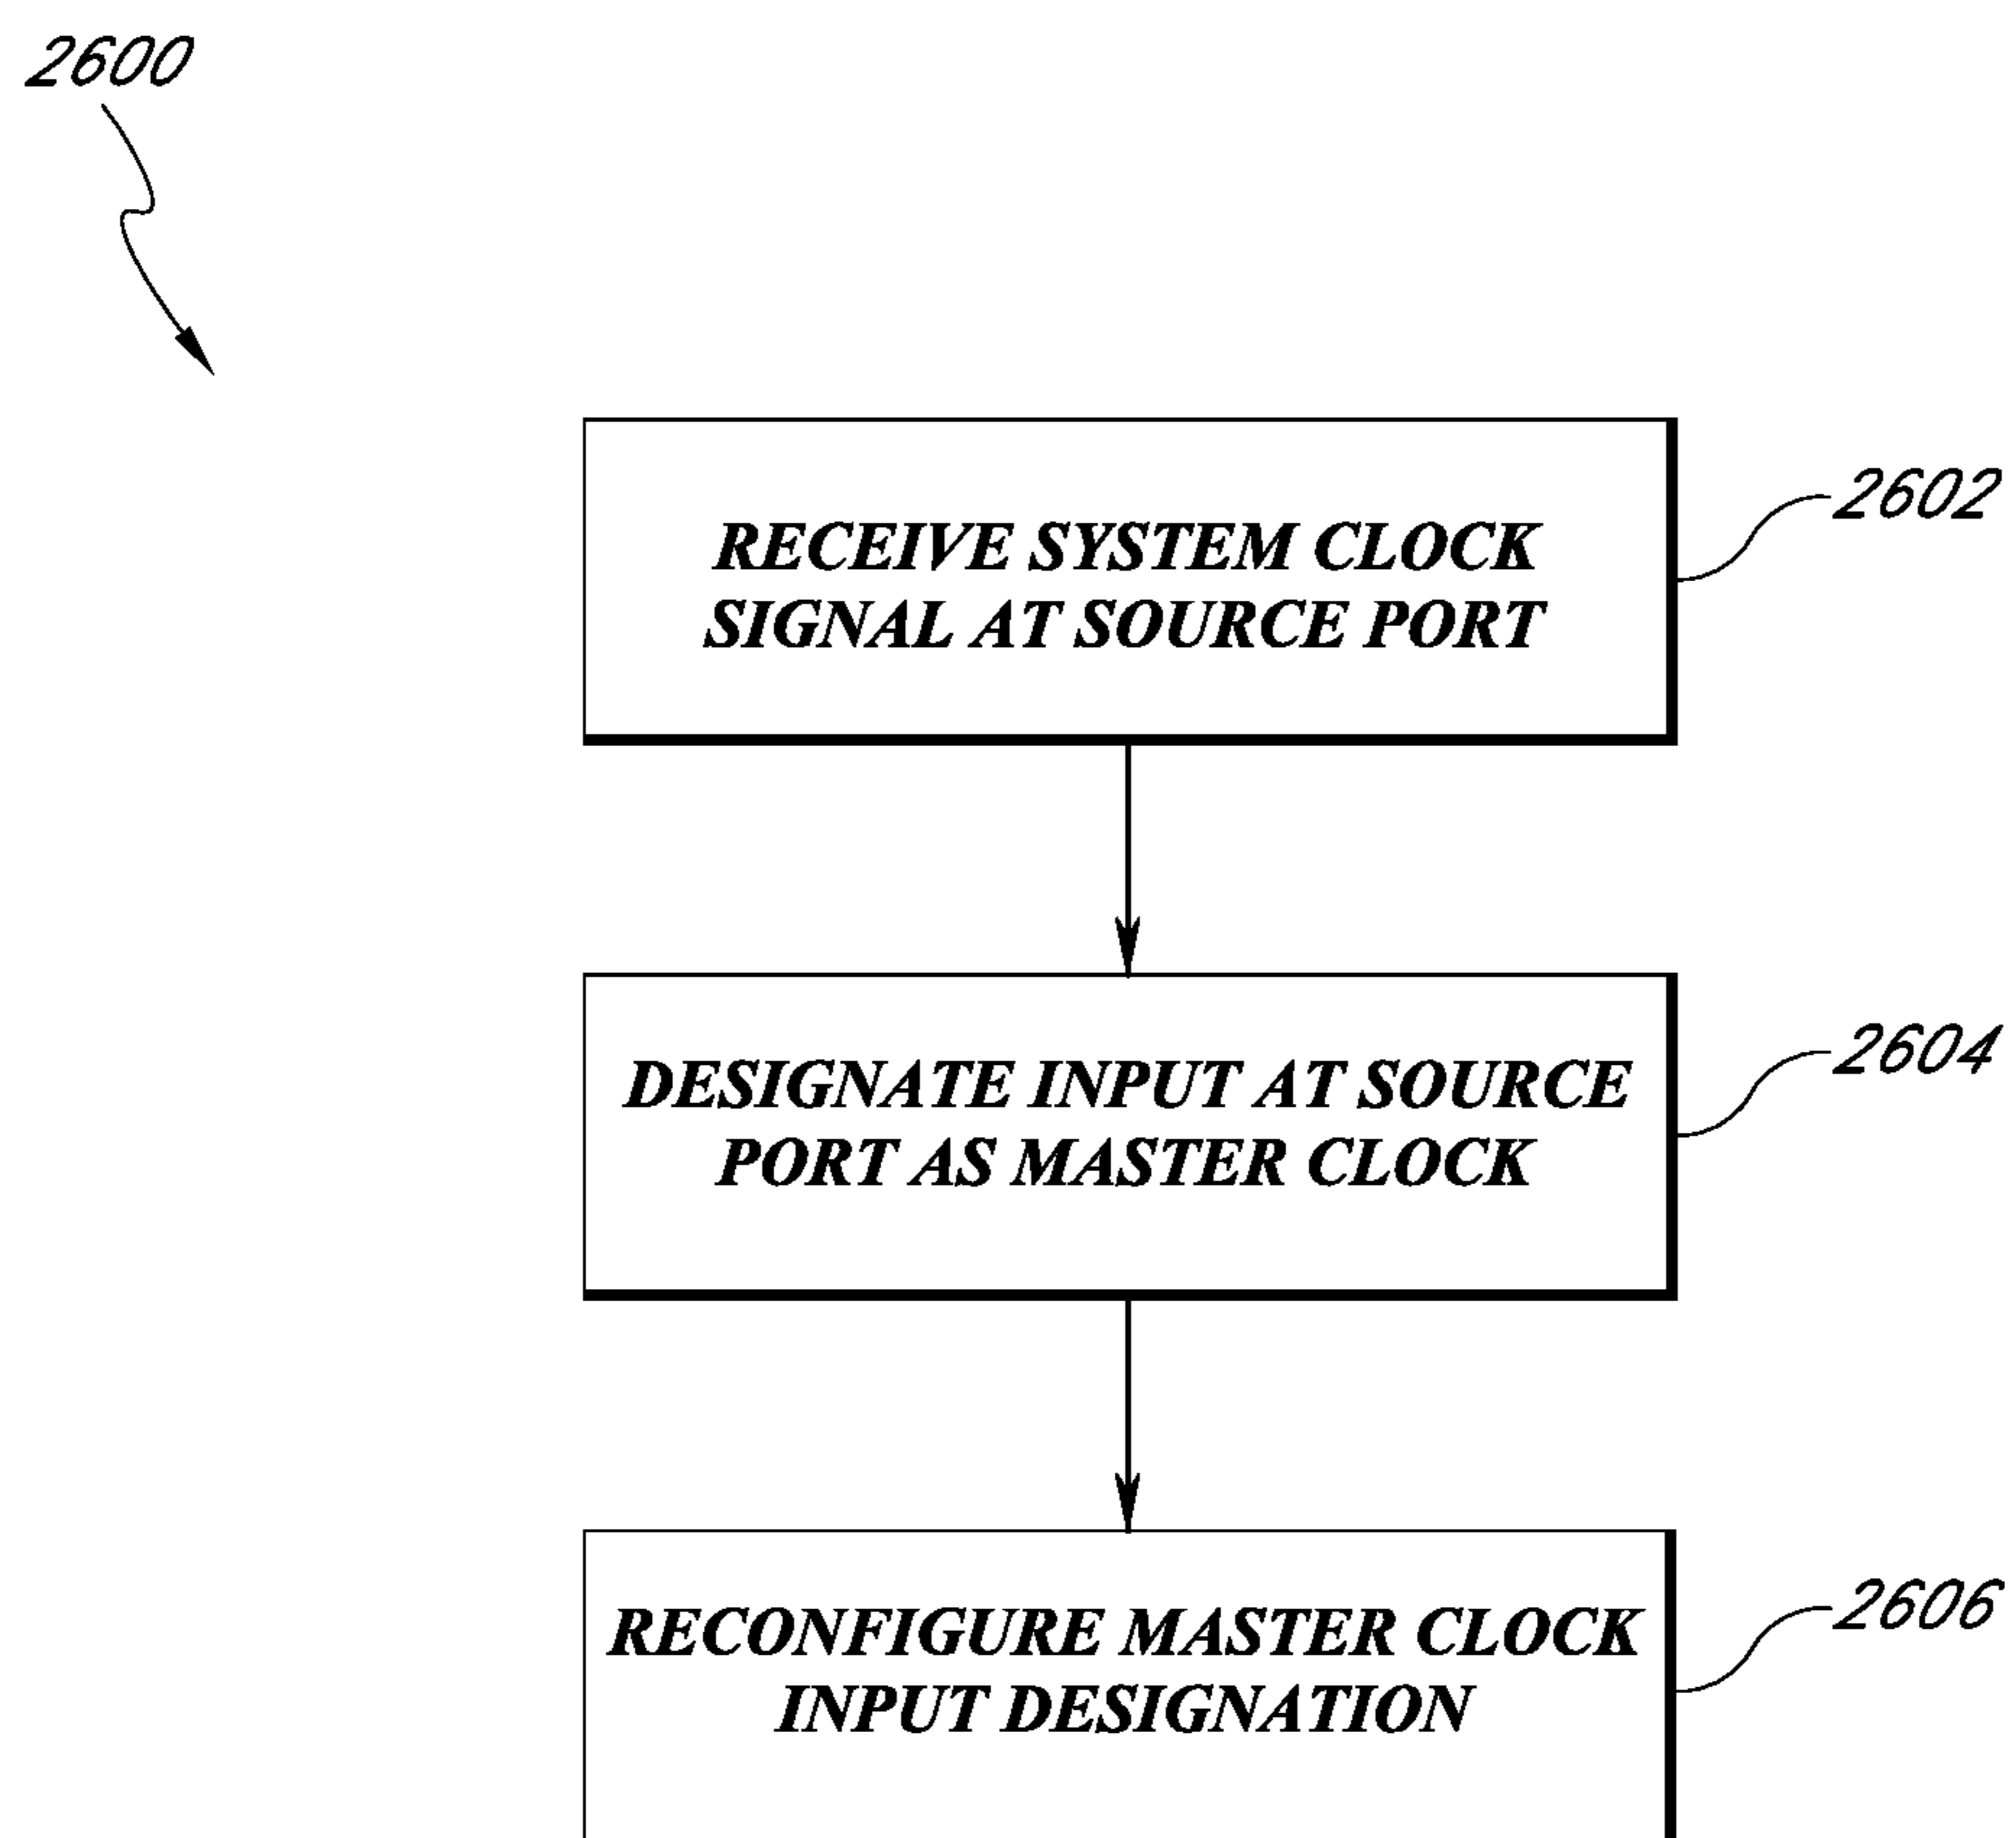 2600
RECEIVE SYSTEM CLOCK
SIGNAL AT SOURCE PORT
2602
DESIGNATE INPUT AT SOURCE
PORT AS MASTER CLOCK
2604
RECONFIGURE MASTER CLOCK
INPUT DESIGNATION
2606